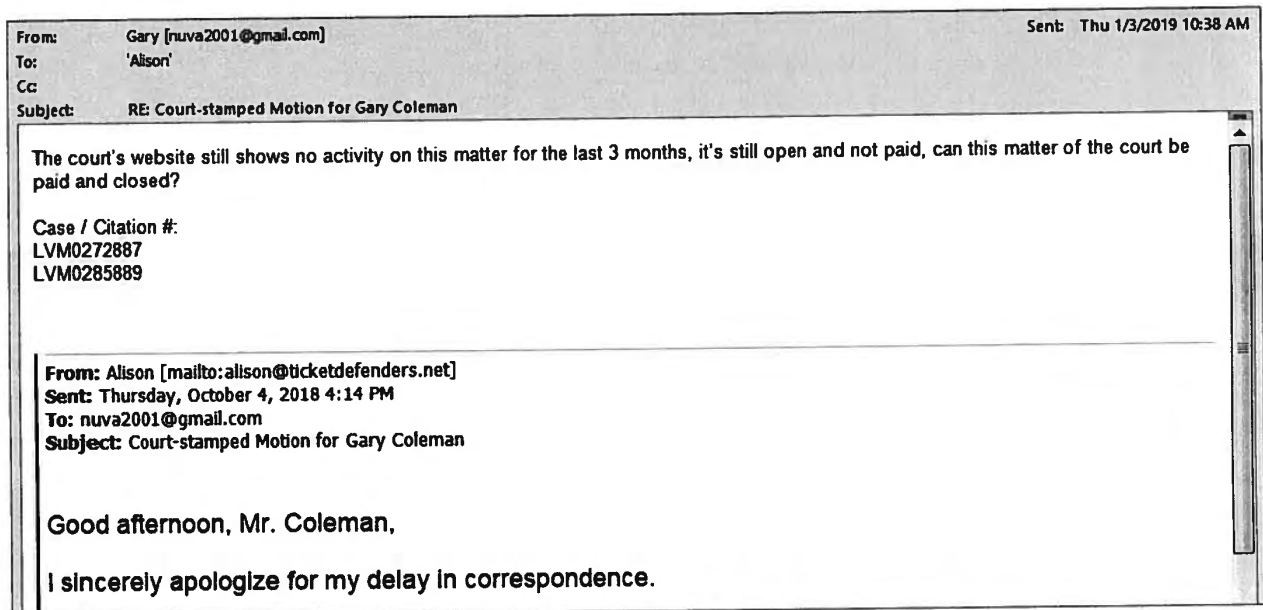 From: Gary [nuva2001@gmail.com] Sent: Thu 1/3/2019 10:38 AM
To: 'Alison'
Cc:
Subject: RE: Court-stamped Motion for Gary Coleman
The court's website still shows no activity on this matter for the last 3 months, it's still open and not paid, can this matter of the court be
paid and closed?
Case / Citation #:
LVM0272887
LVM0285889
From: Alison [mailto:alison@ticketdefenders.net]
Sent: Thursday, October 4, 2018 4:14 PM
To: nuva2001@gmail.com
Subject: Court-stamped Motion for Gary Coleman
Good afternoon, Mr. Coleman,
I sincerely apologize for my delay in correspondence.